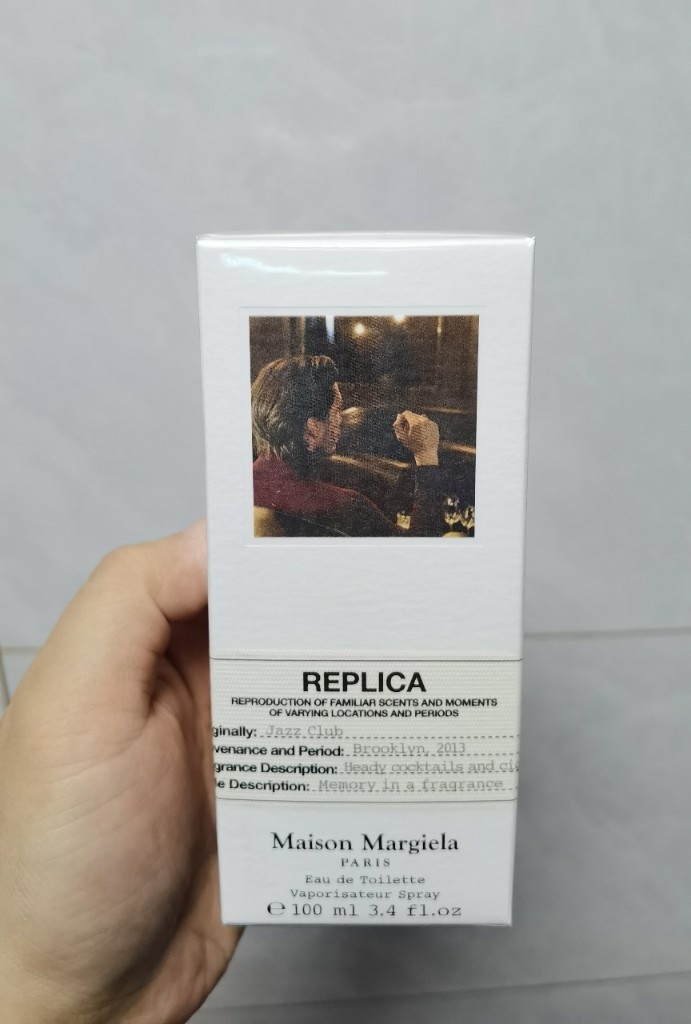 REPLICA
REPRODUCTION OF FAMILIAR SCENTS AND MOMENTS
OF VARYING LOCATIONS AND PERIODS
ginally: Jazz Club
venance and Period: Brooklyn, 2013
grance Description: Heady cocktails and ci
le Description: Memory in a fragrance
Maison Margiela
PARIS
Eau de Toilette
Vaporisateur Spray
℮ 100 ml 3.4 fl.oz